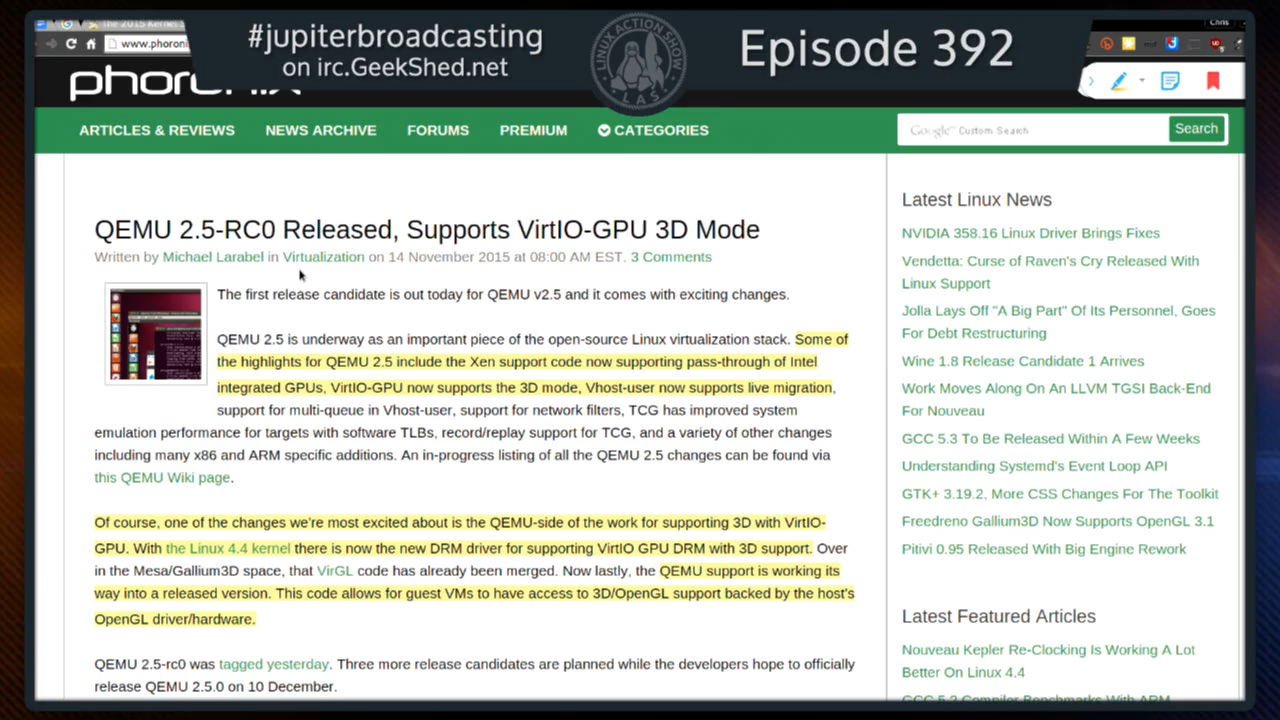 #jupiterbroadcasting
on irc.GeekShed.net
LINUX ACTION SHOW
LAS
Episode 392
The 2015 Kernel
Chris
www.phoroni
phoronix
ARTICLES & REVIEWS NEWS ARCHIVE FORUMS PREMIUM CATEGORIES
Google™ Custom Search
Search
QEMU 2.5-RC0 Released, Supports VirtIO-GPU 3D Mode
Written by Michael Larabel in Virtualization on 14 November 2015 at 08:00 AM EST. 3 Comments
The first release candidate is out today for QEMU v2.5 and it comes with exciting changes.
QEMU 2.5 is underway as an important piece of the open-source Linux virtualization stack. Some of
the highlights for QEMU 2.5 include the Xen support code now supporting pass-through of Intel
integrated GPUs, VirtIO-GPU now supports the 3D mode, Vhost-user now supports live migration,
support for multi-queue in Vhost-user, support for network filters, TCG has improved system
emulation performance for targets with software TLBs, record/replay support for TCG, and a variety of other changes
including many x86 and ARM specific additions. An in-progress listing of all the QEMU 2.5 changes can be found via
this QEMU Wiki page.
Of course, one of the changes we're most excited about is the QEMU-side of the work for supporting 3D with VirtIO-
GPU. With the Linux 4.4 kernel there is now the new DRM driver for supporting VirtIO GPU DRM with 3D support. Over
in the Mesa/Gallium3D space, that VirGL code has already been merged. Now lastly, the QEMU support is working its
way into a released version. This code allows for guest VMs to have access to 3D/OpenGL support backed by the host's
OpenGL driver/hardware.
QEMU 2.5-rc0 was tagged yesterday. Three more release candidates are planned while the developers hope to officially
release QEMU 2.5.0 on 10 December.
Latest Linux News
NVIDIA 358.16 Linux Driver Brings Fixes
Vendetta: Curse of Raven's Cry Released With
Linux Support
Jolla Lays Off "A Big Part" Of Its Personnel, Goes
For Debt Restructuring
Wine 1.8 Release Candidate 1 Arrives
Work Moves Along On An LLVM TGSI Back-End
For Nouveau
GCC 5.3 To Be Released Within A Few Weeks
Understanding Systemd's Event Loop API
GTK+ 3.19.2, More CSS Changes For The Toolkit
Freedreno Gallium3D Now Supports OpenGL 3.1
Pitivi 0.95 Released With Big Engine Rework
Latest Featured Articles
Nouveau Kepler Re-Clocking Is Working A Lot
Better On Linux 4.4
GCC 5.2 Compiler Benchmarks With ARM